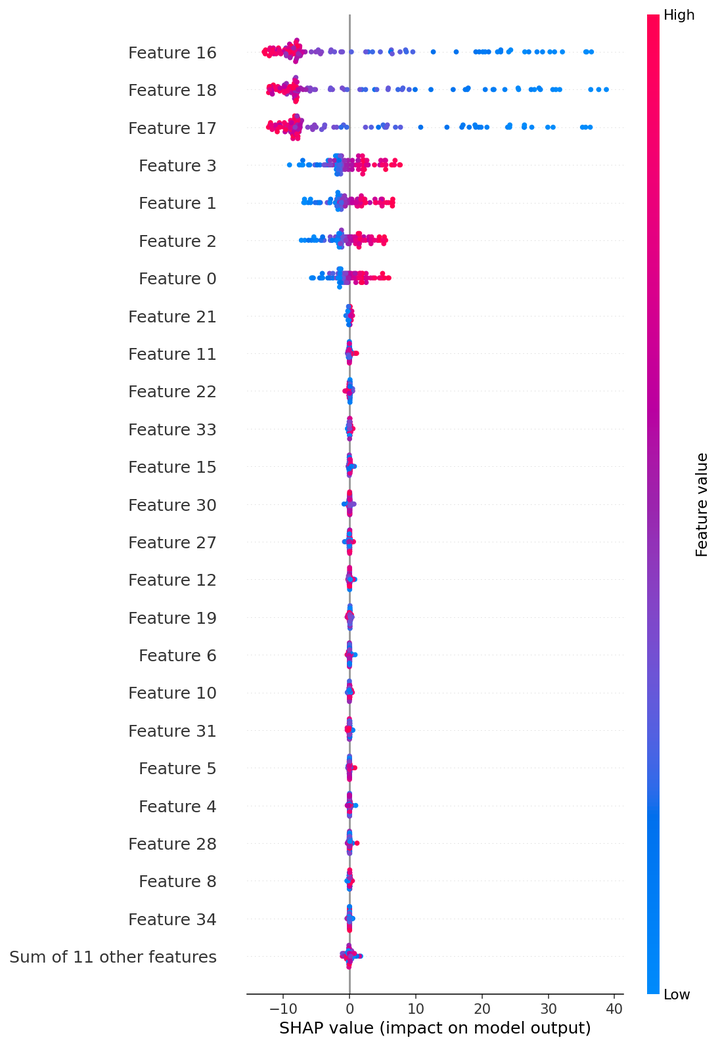 High
Feature 16
Feature 18
Feature 17
Feature 3
Feature 1
Feature 2
Feature 0
Feature 21
Feature 11
Feature 22
Feature 33
Feature 15
Feature 30
Feature 27
Feature 12
Feature 19
Feature 6
Feature 10
Feature 31
Feature 5
Feature 4
Feature 28
Feature 8
Feature 34
Sum of 11 other features
Feature value
Low
−10 0 10 20 30 40
SHAP value (impact on model output)